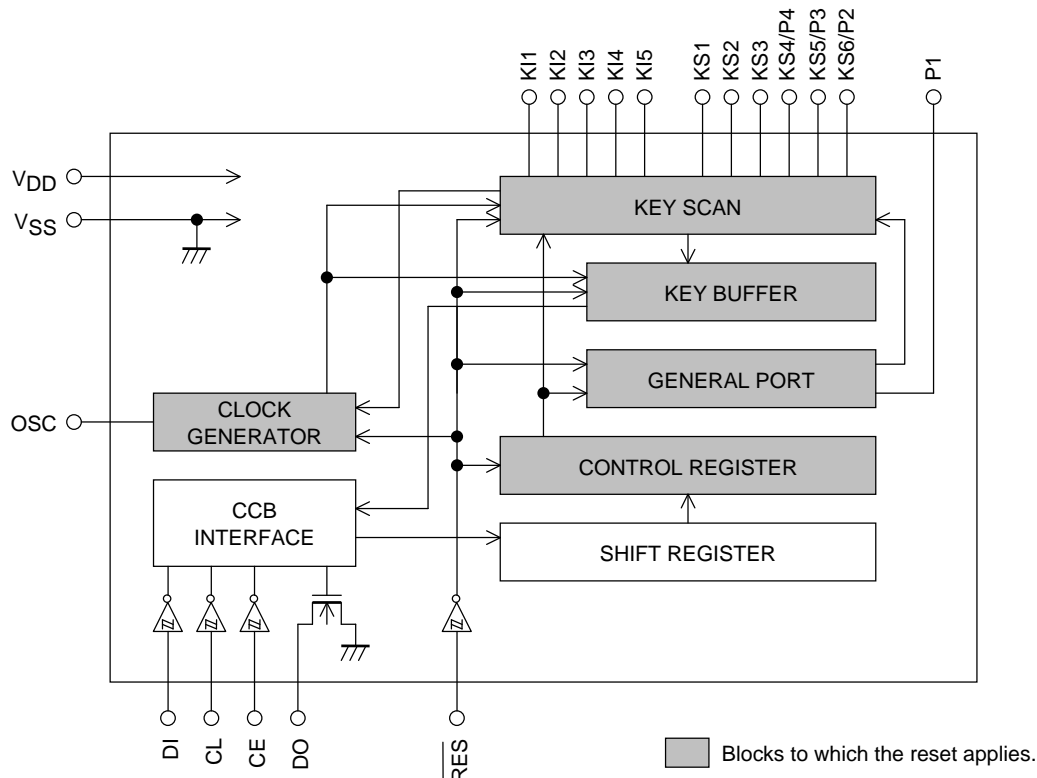 KI1
KI2
KI3
KI4
KI5
KS1
KS2
KS3
KS4/P4
KS5/P3
KS6/P2
P1
VDD
VSS
KEY SCAN
KEY BUFFER
GENERAL PORT
OSC
CLOCK
GENERATOR
CONTROL REGISTER
CCB
INTERFACE
SHIFT REGISTER
DI
CL
CE
DO
RES
Blocks to which the reset applies.